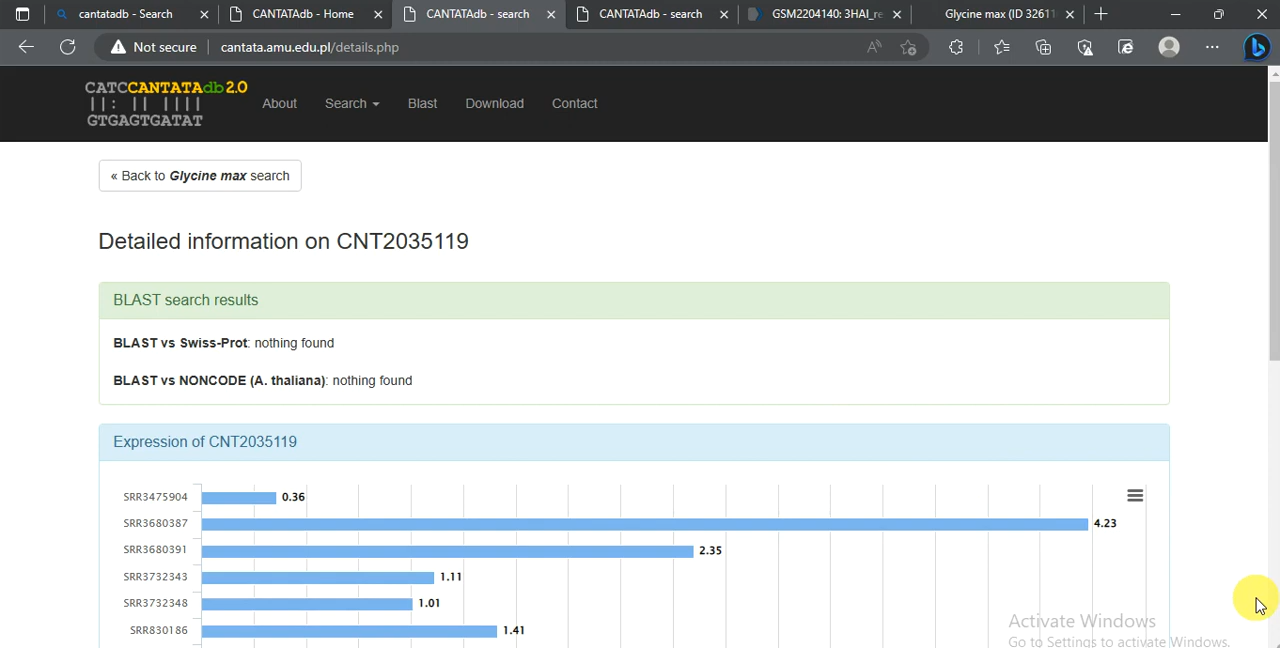 cantatadb - Search
CANTATAdb - Home
CANTATAdb - search
CANTATAdb - search
GSM2204140: 3HAI_re
Glycine max (ID 32611
Not secure
cantata.amu.edu.pl/details.php
CATCCANTATAdb 2.0
GTGAGTGATAT
About
Search
Blast
Download
Contact
« Back to Glycine max search
Detailed information on CNT2035119
BLAST search results
BLAST vs Swiss-Prot: nothing found
BLAST vs NONCODE (A. thaliana): nothing found
Expression of CNT2035119
SRR3475904 0.36
SRR3680387 4.23
SRR3680391 2.35
SRR3732343 1.11
SRR3732348 1.01
SRR830186 1.41
Activate Windows
Go to Settings to activate Windows.